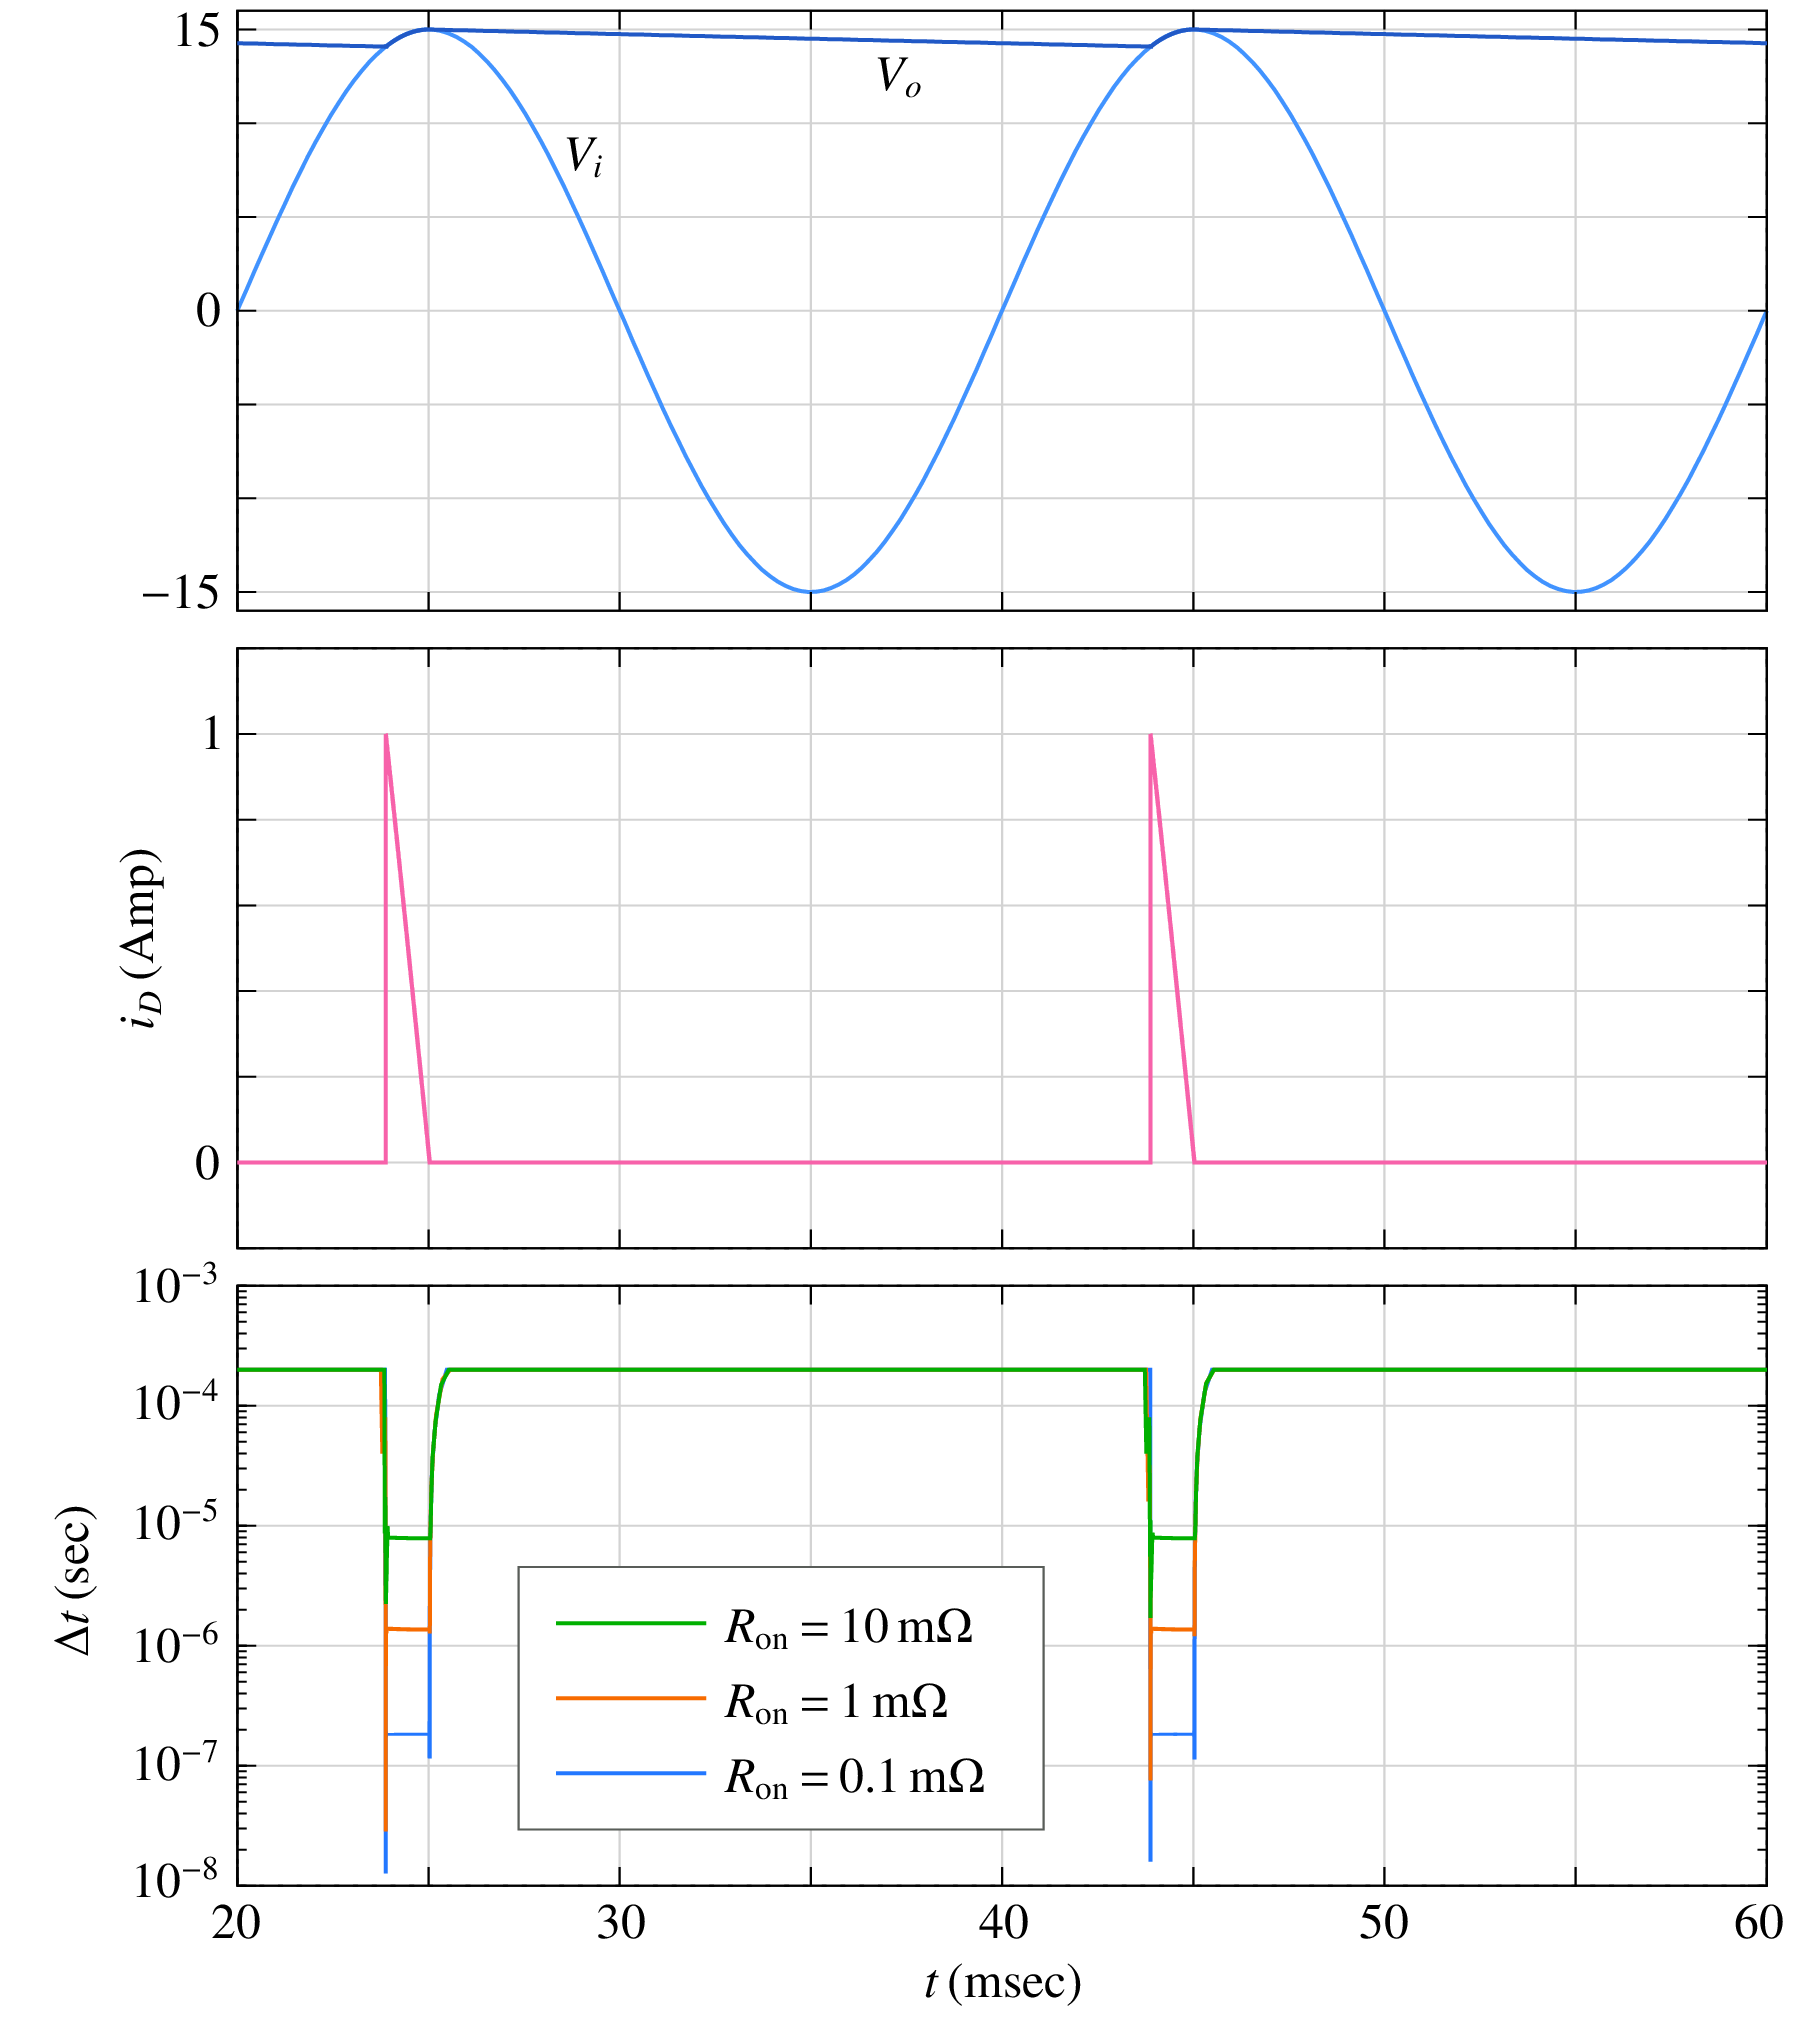 15
V_o
V_i
0
−15
1
i_D (Amp)
0
10⁻³
10⁻⁴
10⁻⁵
Δt (sec)
R_on = 10 mΩ
10⁻⁶
R_on = 1 mΩ
10⁻⁷
R_on = 0.1 mΩ
10⁻⁸
20 30 40 50 60
t (msec)